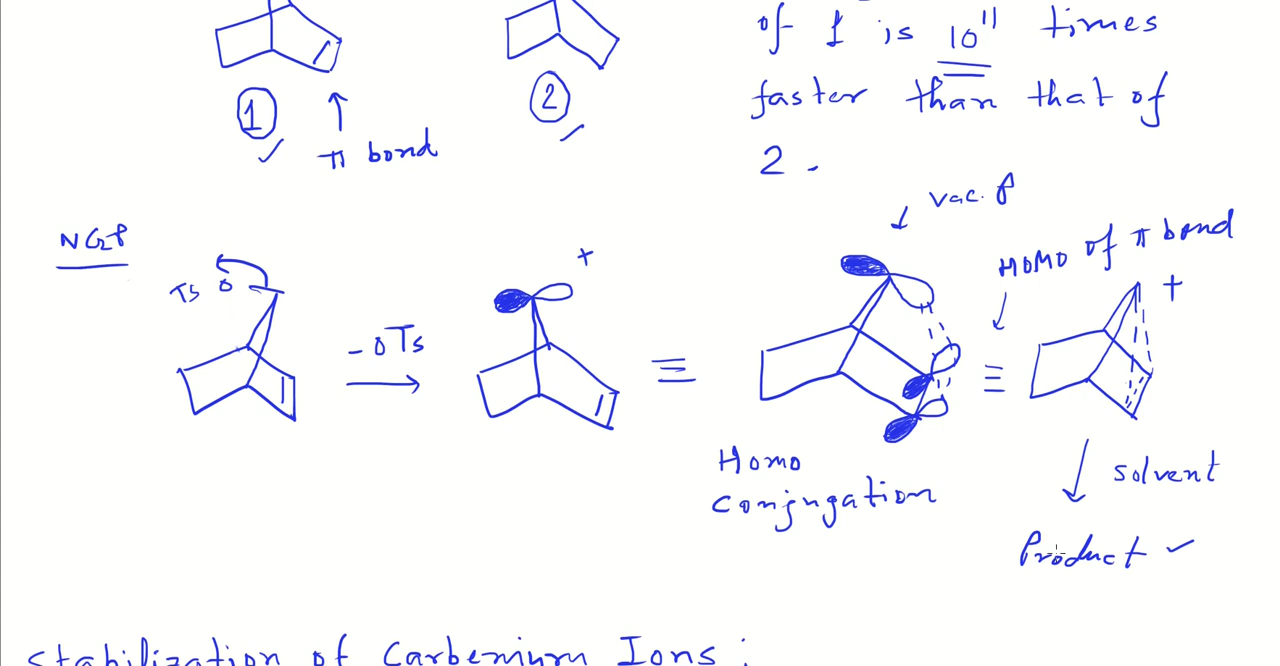 of 1 is 10¹¹ times
faster than that of
2.
1
2
π bond
NGP
TsO
-OTs
+
≡
vac. p
HOMO of π bond
≡
+
Homo
conjugation
solvent
Product ✓
Stabilization of Carbenium Ions :